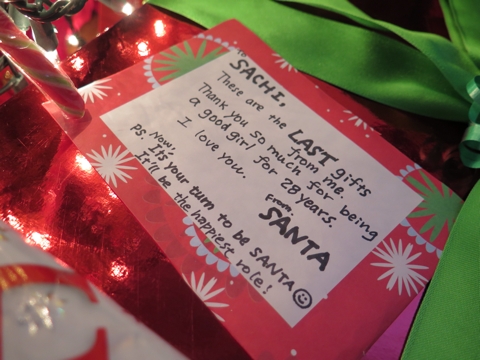 to SACHI,
These are the LAST gifts
from me.
Thank you so much for being
a good girl for 28 years.
I love you.
From SANTA
PS. Now,
It's your turn to be SANTA☺
It'll be the happiest role!